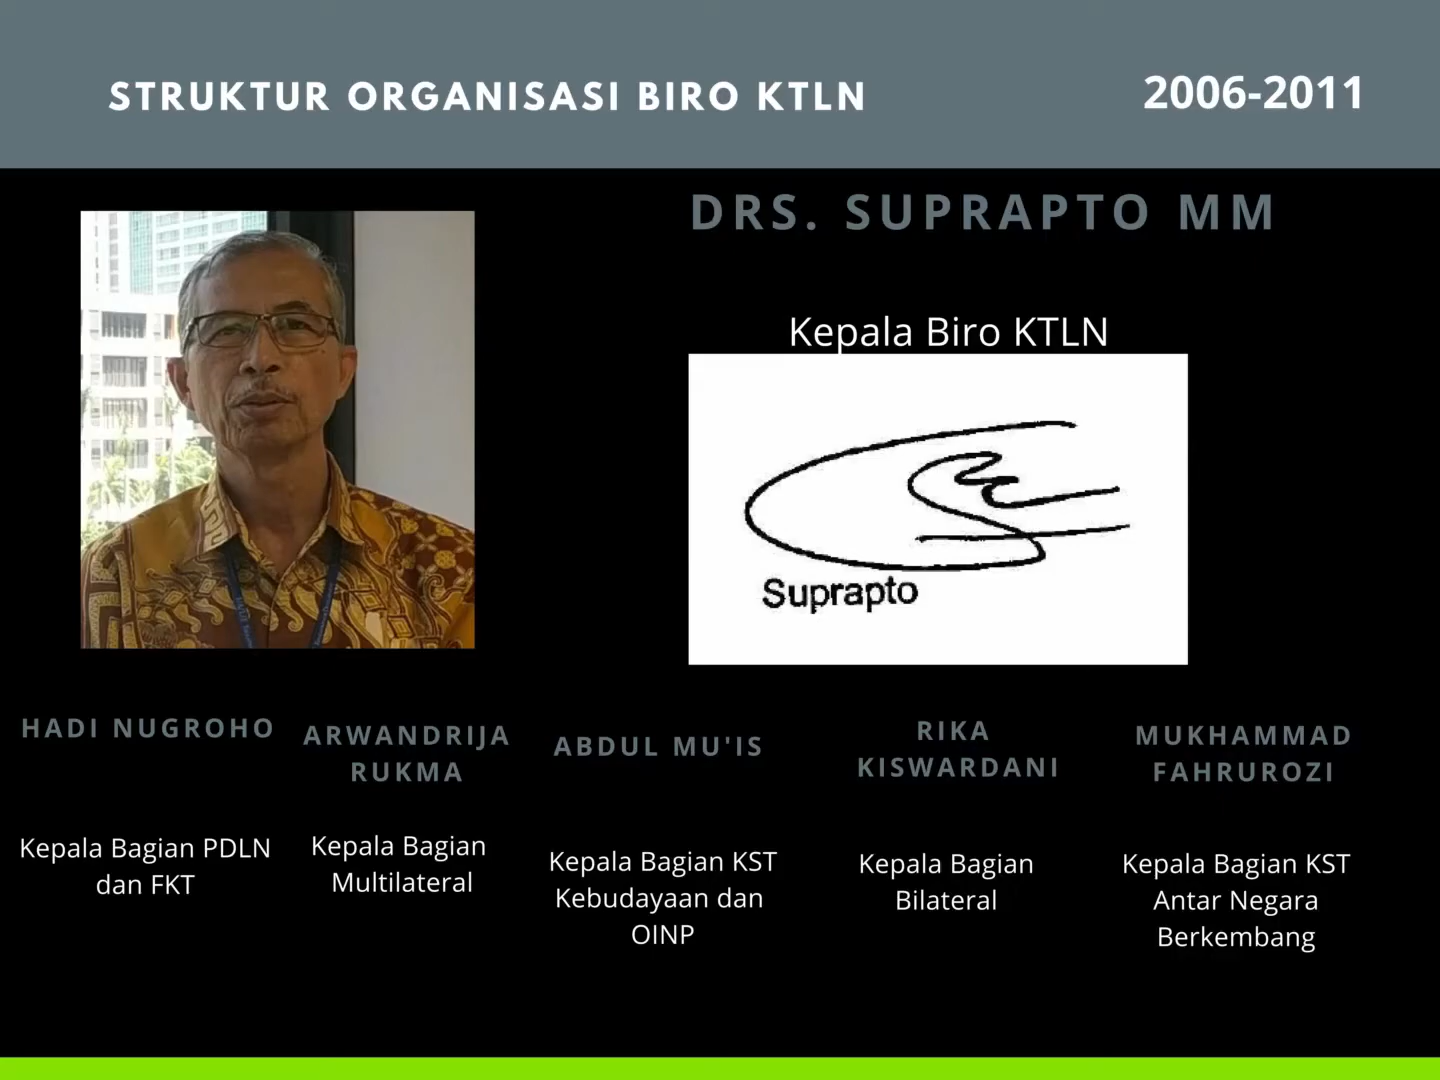 STRUKTUR ORGANISASI BIRO KTLN
2006-2011
DRS. SUPRAPTO MM
Kepala Biro KTLN
Suprapto
HADI NUGROHO
Kepala Bagian PDLN
dan FKT
ARWANDRIJA
RUKMA
Kepala Bagian
Multilateral
ABDUL MU'IS
Kepala Bagian KST
Kebudayaan dan
OINP
RIKA
KISWARDANI
Kepala Bagian
Bilateral
MUKHAMMAD
FAHRUROZI
Kepala Bagian KST
Antar Negara
Berkembang